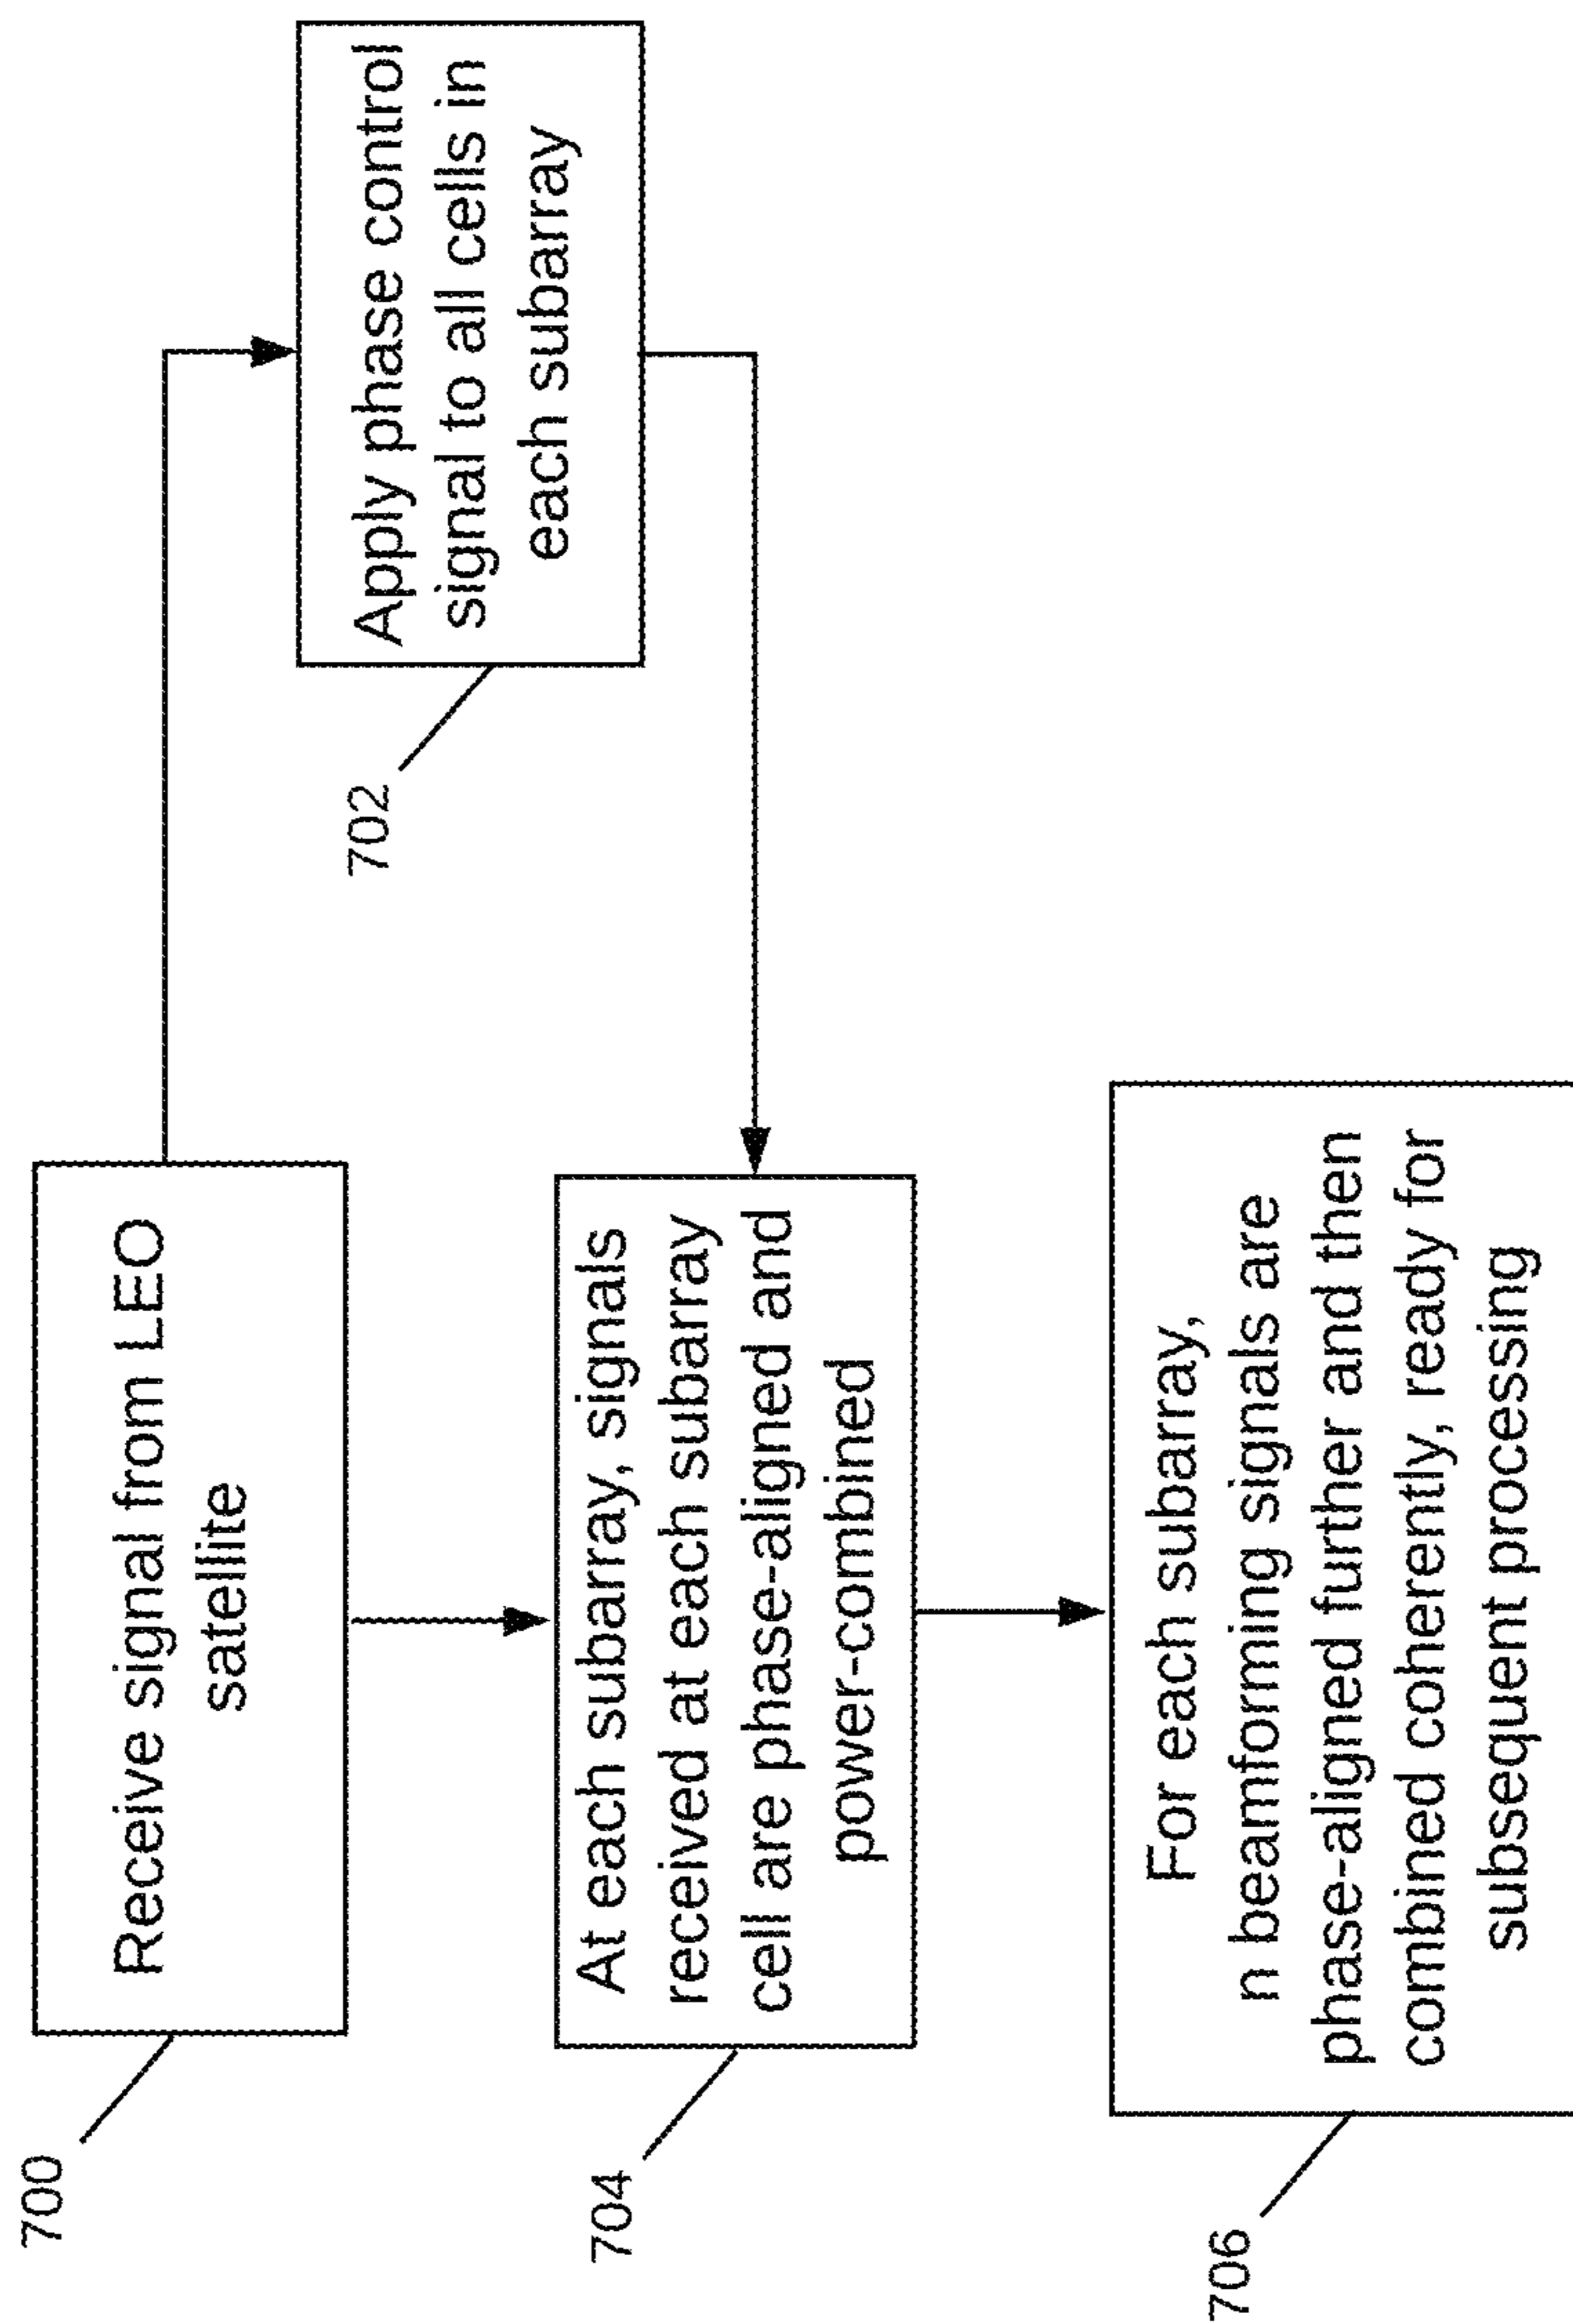 700
Receive signal from LEO
satellite
702
Apply phase control
signal to all cells in
each subarray
704
At each subarray, signals
received at each subarray
cell are phase-aligned and
power-combined
706
For each subarray,
n beamforming signals are
phase-aligned further and then
combined coherently, ready for
subsequent processing